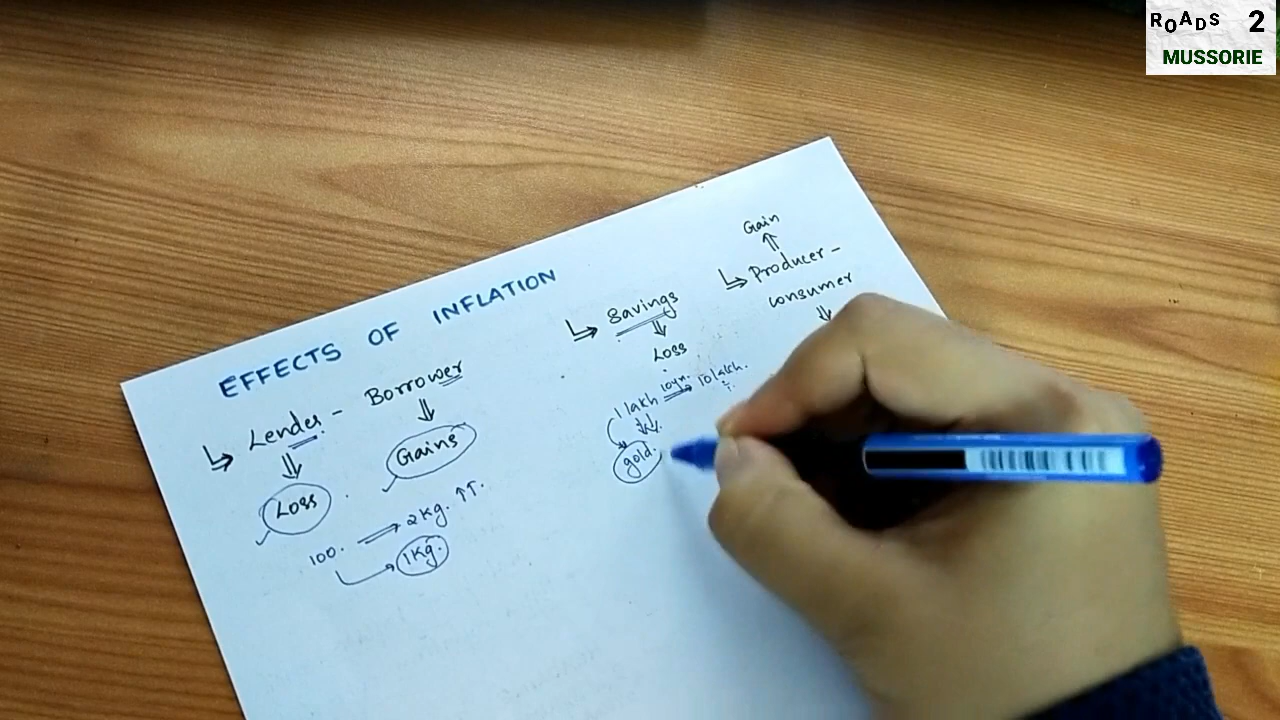 ROADS 2
MUSSORIE
EFFECTS OF INFLATION
Lender - Borrower
Loss
Gains
100. 2Kg.
1Kg.
Savings
Loss
1 lakh 10yr. 10 lakh.
gold.
Gain
Producer -
consumer